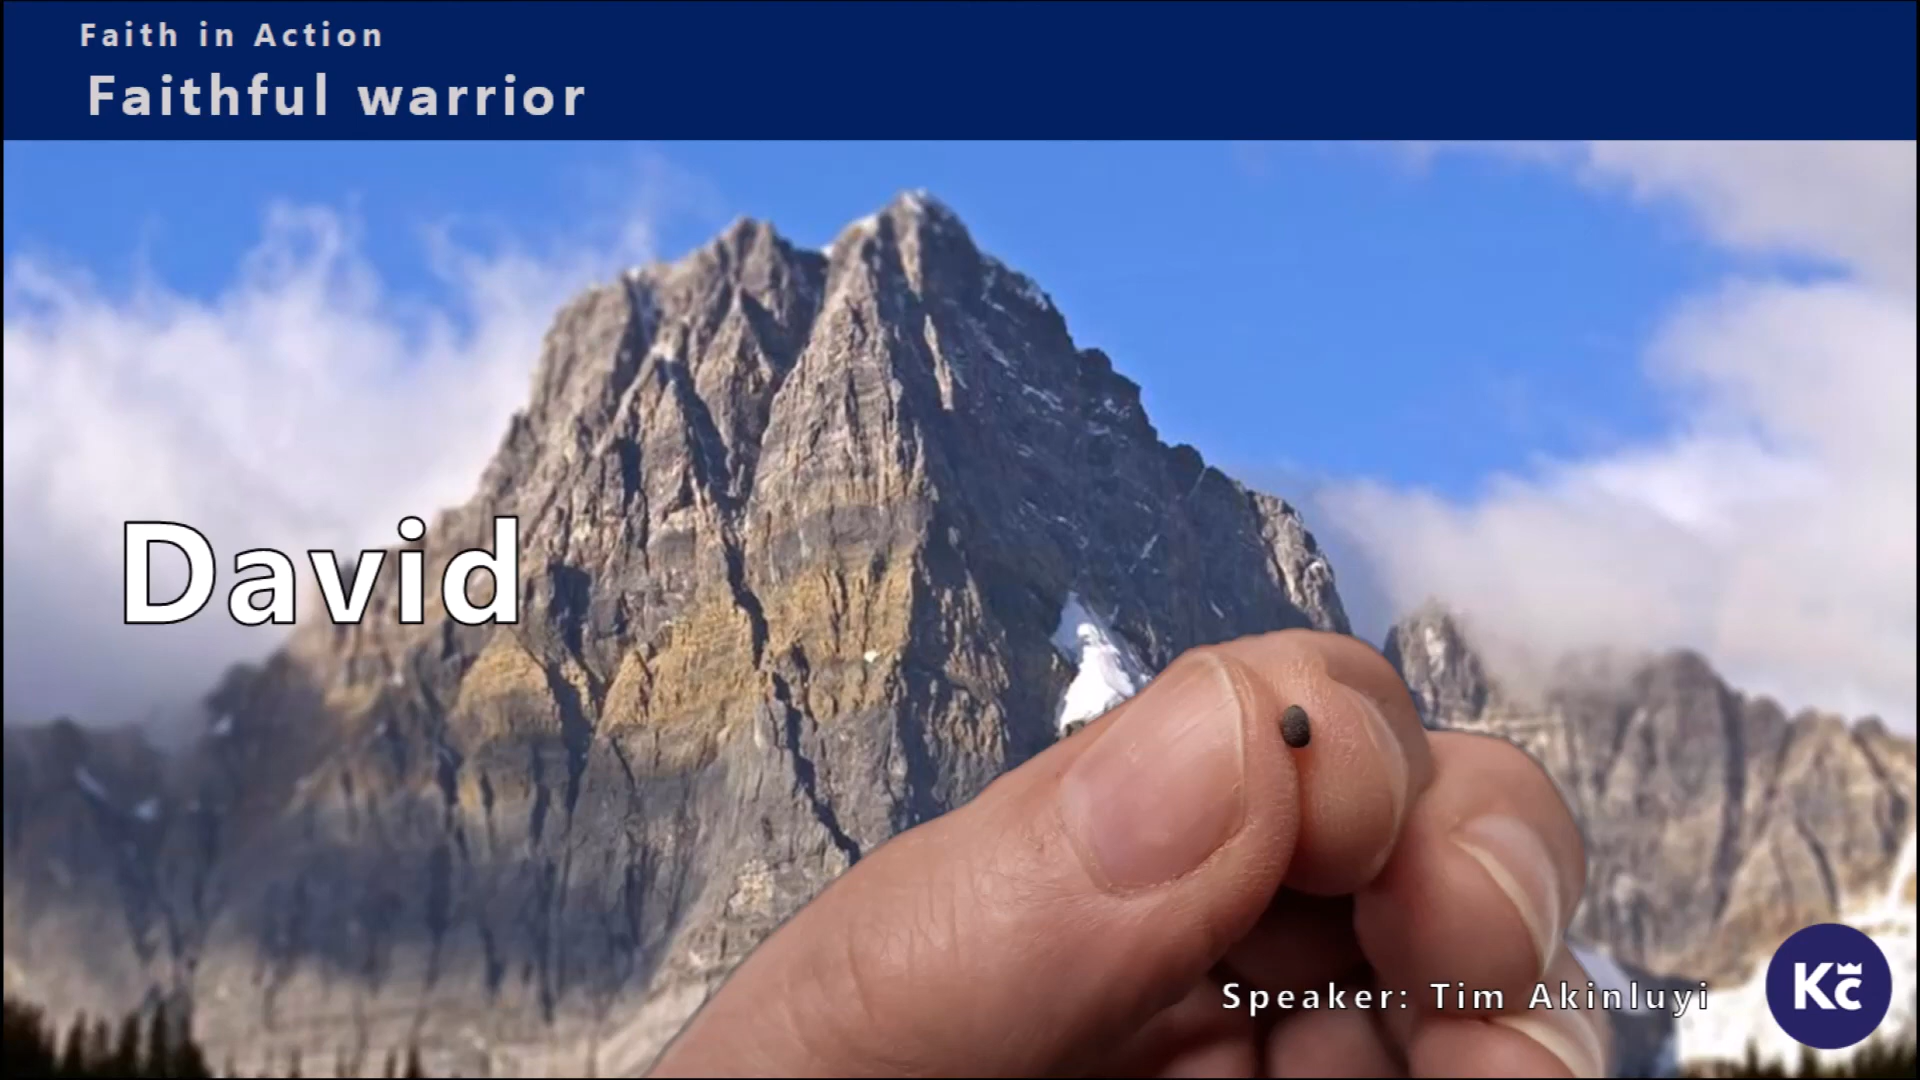 Faith in Action
Faithful warrior
David
Speaker: Tim Akinluyi
Kc